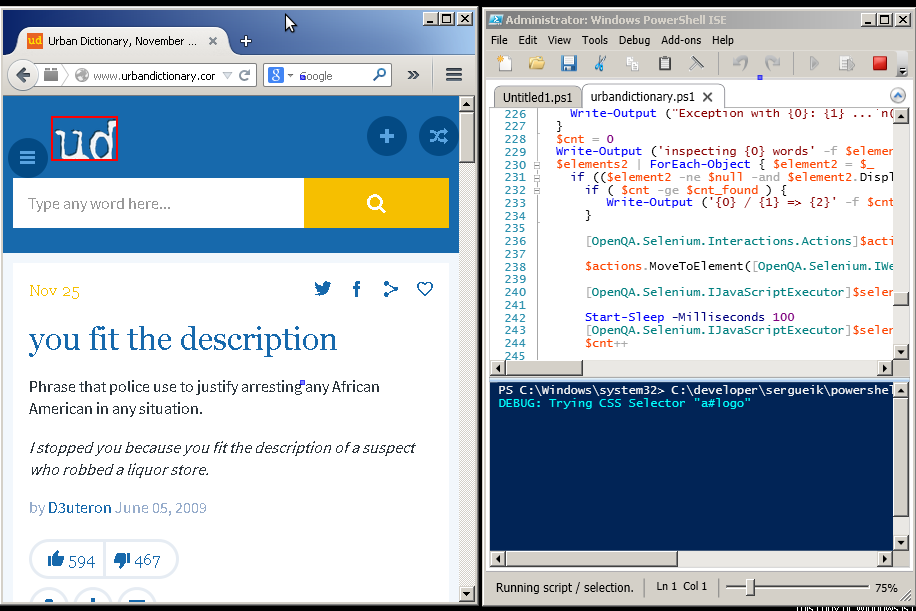 Urban Dictionary, November ...
www.urbandictionary.cor
Google
ud
Type any word here...
Nov 25
you fit the description
Phrase that police use to justify arresting any African
American in any situation.
I stopped you because you fit the description of a suspect
who robbed a liquor store.
by D3uteron June 05, 2009
594
467
Administrator: Windows PowerShell ISE
File Edit View Tools Debug Add-ons Help
Untitled1.ps1
urbandictionary.ps1
226 Write-Output ("Exception with {0}: {1} ...`n(
227 }
228 $cnt = 0
229 Write-Output ('inspecting {0} words' -f $elemen
230 $elements2 | ForEach-Object { $element2 = $_
231 if (($element2 -ne $null -and $element2.Displ
232 if ( $cnt -ge $cnt_found ) {
233 Write-Output ('{0} / {1} => {2}' -f $cnt
234 }
235
236 [OpenQA.Selenium.Interactions.Actions]$acti
237
238 $actions.MoveToElement([OpenQA.Selenium.IWe
239
240 [OpenQA.Selenium.IJavaScriptExecutor]$selen
241
242 Start-Sleep -Milliseconds 100
243 [OpenQA.Selenium.IJavaScriptExecutor]$selen
244 $cnt++
245
PS C:\Windows\system32> C:\developer\sergueik\powershel
DEBUG: Trying CSS Selector "a#logo"
Running script / selection.
Ln 1 Col 1
75%